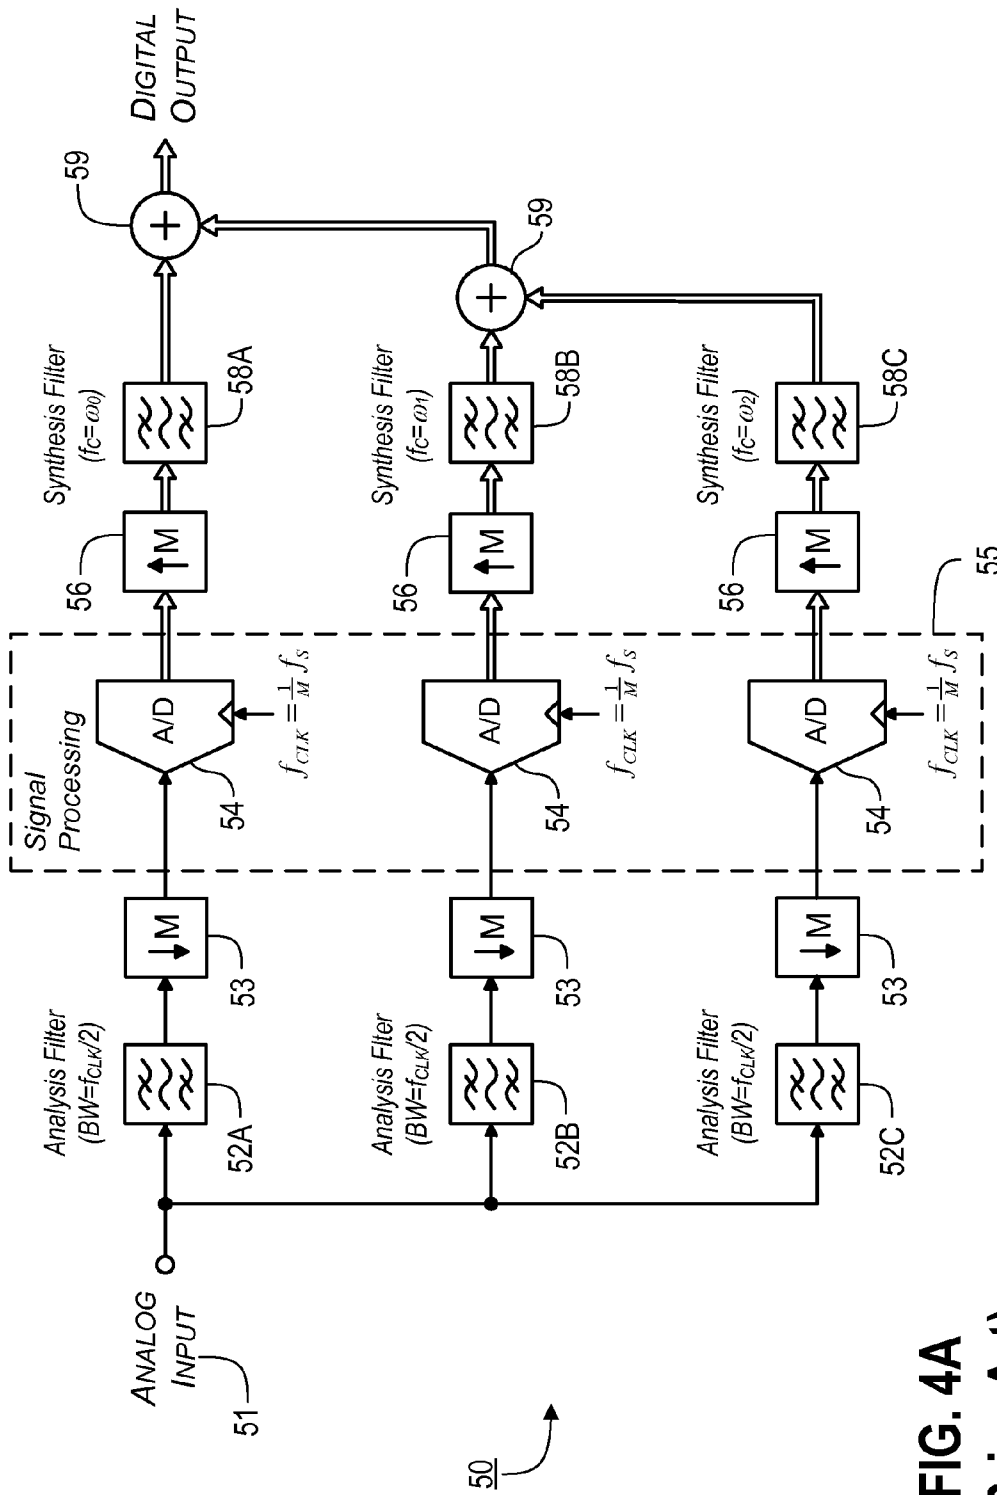 ANALOG
INPUT
51
50
Analysis Filter
(BW=fCLK/2)
52A
↓M
53
Signal
Processing
A/D
54
fCLK = 1/M fS
↑M
56
Synthesis Filter
(fC=ω0)
58A
+
59
DIGITAL
OUTPUT
Analysis Filter
(BW=fCLK/2)
52B
↓M
53
A/D
54
fCLK = 1/M fS
↑M
56
Synthesis Filter
(fC=ω1)
58B
+
59
Analysis Filter
(BW=fCLK/2)
52C
↓M
53
A/D
54
fCLK = 1/M fS
↑M
56
Synthesis Filter
(fC=ω2)
58C
55
FIG. 4A